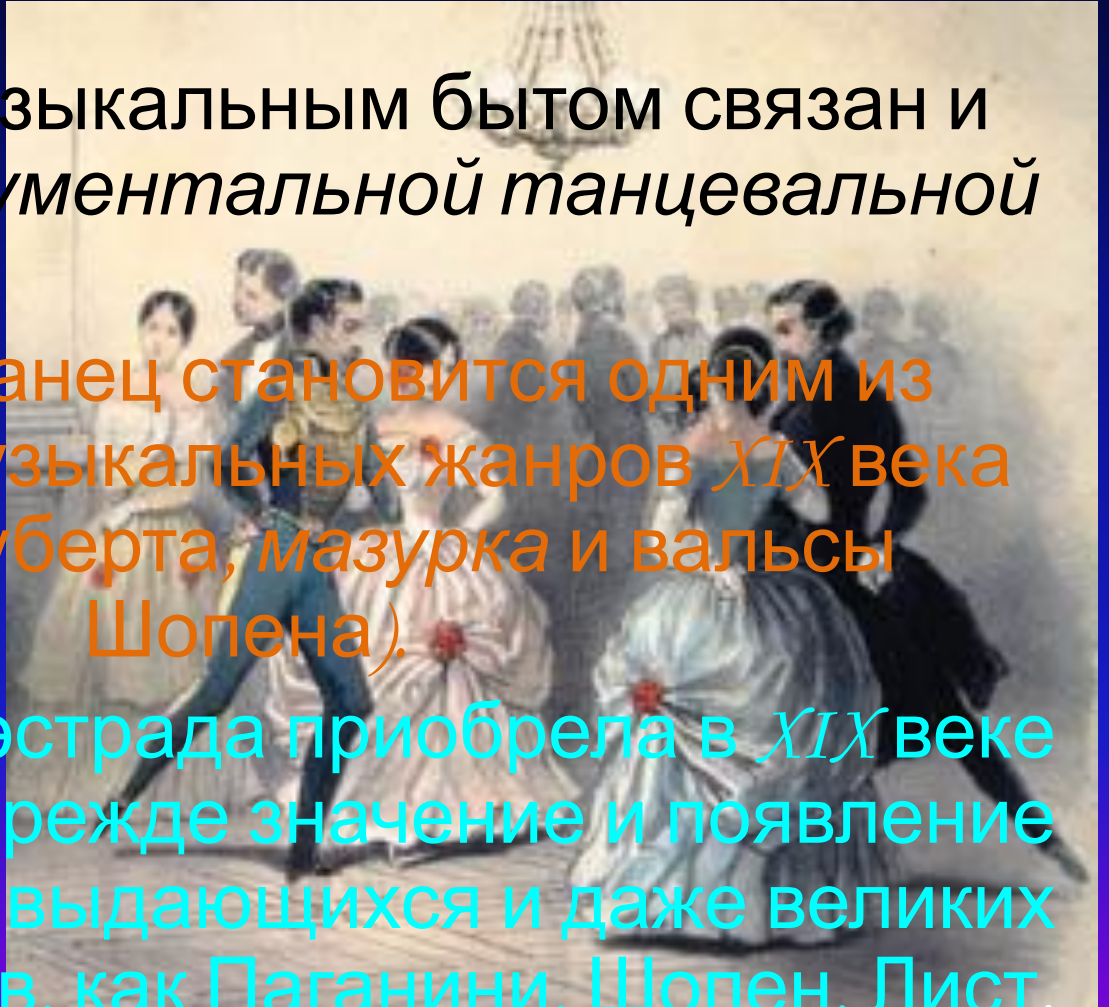 зыкальным бытом связан и
ументальной танцевальной
анец становится одним из
узыкальных жанров XIX века
уберта, мазурка и вальсы
Шопена).
эстрада приобрела в XIX веке
режде значение и появление
выдающихся и даже великих
в, как Паганини, Шопен, Лист